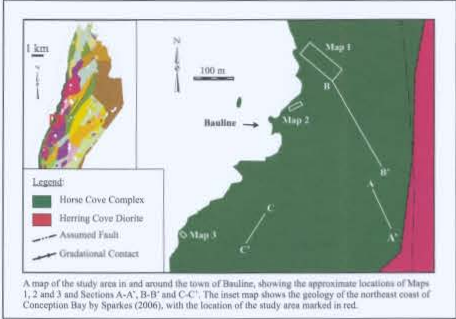 1 km
N
100 m
Map 1
B
Map 2
Bauline
B'
A
C
Map 3
C'
A'
Legend:
Horse Cove Complex
Herring Cove Diorite
Assumed Fault
Gradational Contact
A map of the study area in and around the town of Bauline, showing the approximate locations of Maps
1, 2 and 3 and Sections A-A', B-B' and C-C'. The inset map shows the geology of the northeast coast of
Conception Bay by Sparkes (2006), with the location of the study area marked in red.